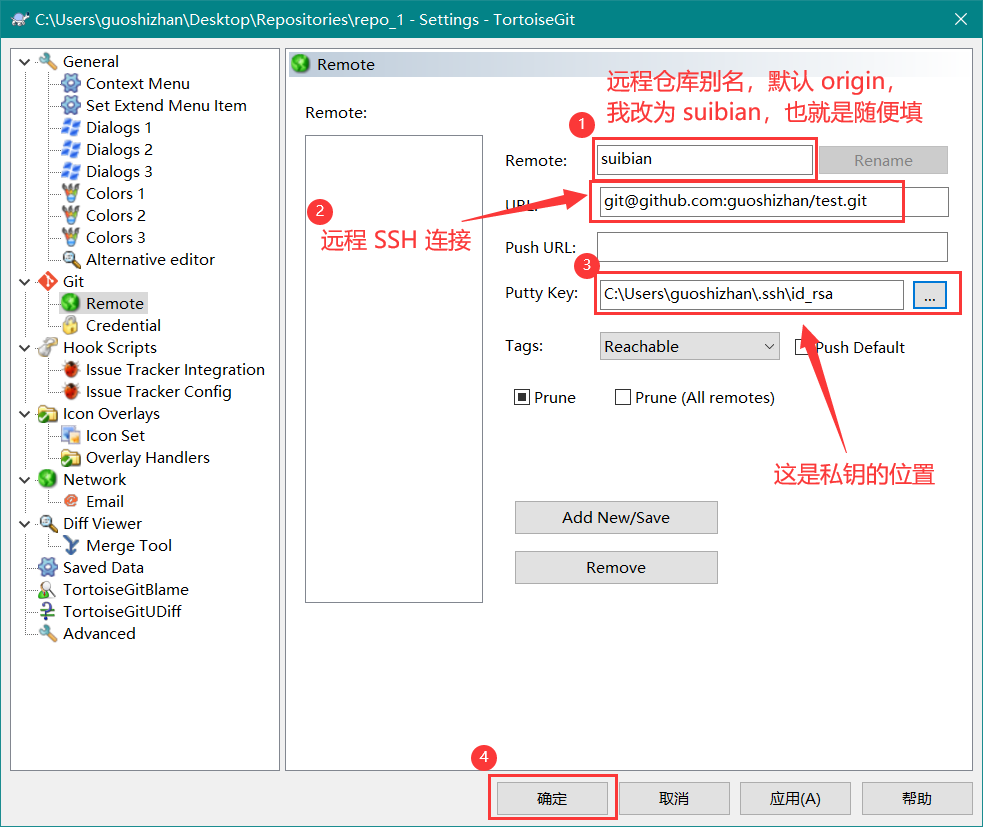 C:\Users\guoshizhan\Desktop\Repositories\repo_1 - Settings - TortoiseGit
General
Context Menu
Set Extend Menu Item
Dialogs 1
Dialogs 2
Dialogs 3
Colors 1
Colors 2
Colors 3
Alternative editor
Git
Remote
Credential
Hook Scripts
Issue Tracker Integration
Issue Tracker Config
Icon Overlays
Icon Set
Overlay Handlers
Network
Email
Diff Viewer
Merge Tool
Saved Data
TortoiseGitBlame
TortoiseGitUDiff
Advanced
Remote
远程仓库别名，默认 origin，
我改为 suibian，也就是随便填
Remote:
1
Remote: suibian Rename
2
远程 SSH 连接
URL: git@github.com:guoshizhan/test.git
Push URL:
3
Putty Key: C:\Users\guoshizhan\.ssh\id_rsa ...
Tags: Reachable Push Default
Prune Prune (All remotes)
这是私钥的位置
Add New/Save
Remove
4
确定 取消 应用(A) 帮助